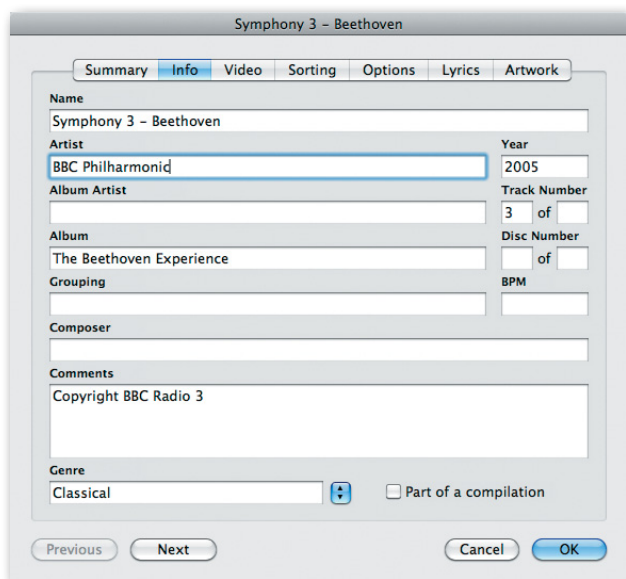 Symphony 3 – Beethoven
Summary Info Video Sorting Options Lyrics Artwork
Name
Symphony 3 – Beethoven
Artist Year
BBC Philharmonic 2005
Album Artist Track Number
3 of
Album Disc Number
The Beethoven Experience of
Grouping BPM
Composer
Comments
Copyright BBC Radio 3
Genre
Classical Part of a compilation
Previous Next Cancel OK